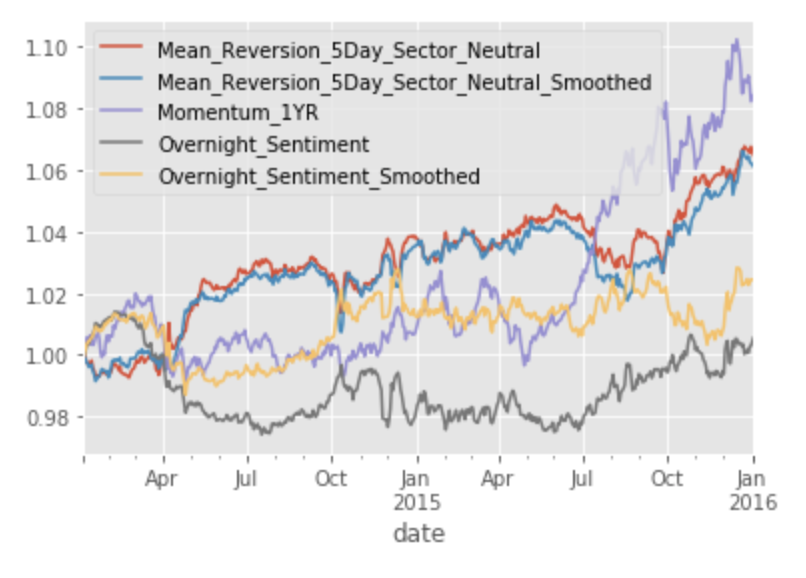 1.10
1.08
1.06
1.04
1.02
1.00
0.98
Mean_Reversion_5Day_Sector_Neutral
Mean_Reversion_5Day_Sector_Neutral_Smoothed
Momentum_1YR
Overnight_Sentiment
Overnight_Sentiment_Smoothed
Apr Jul Oct Jan Apr Jul Oct Jan
2015 2016
date